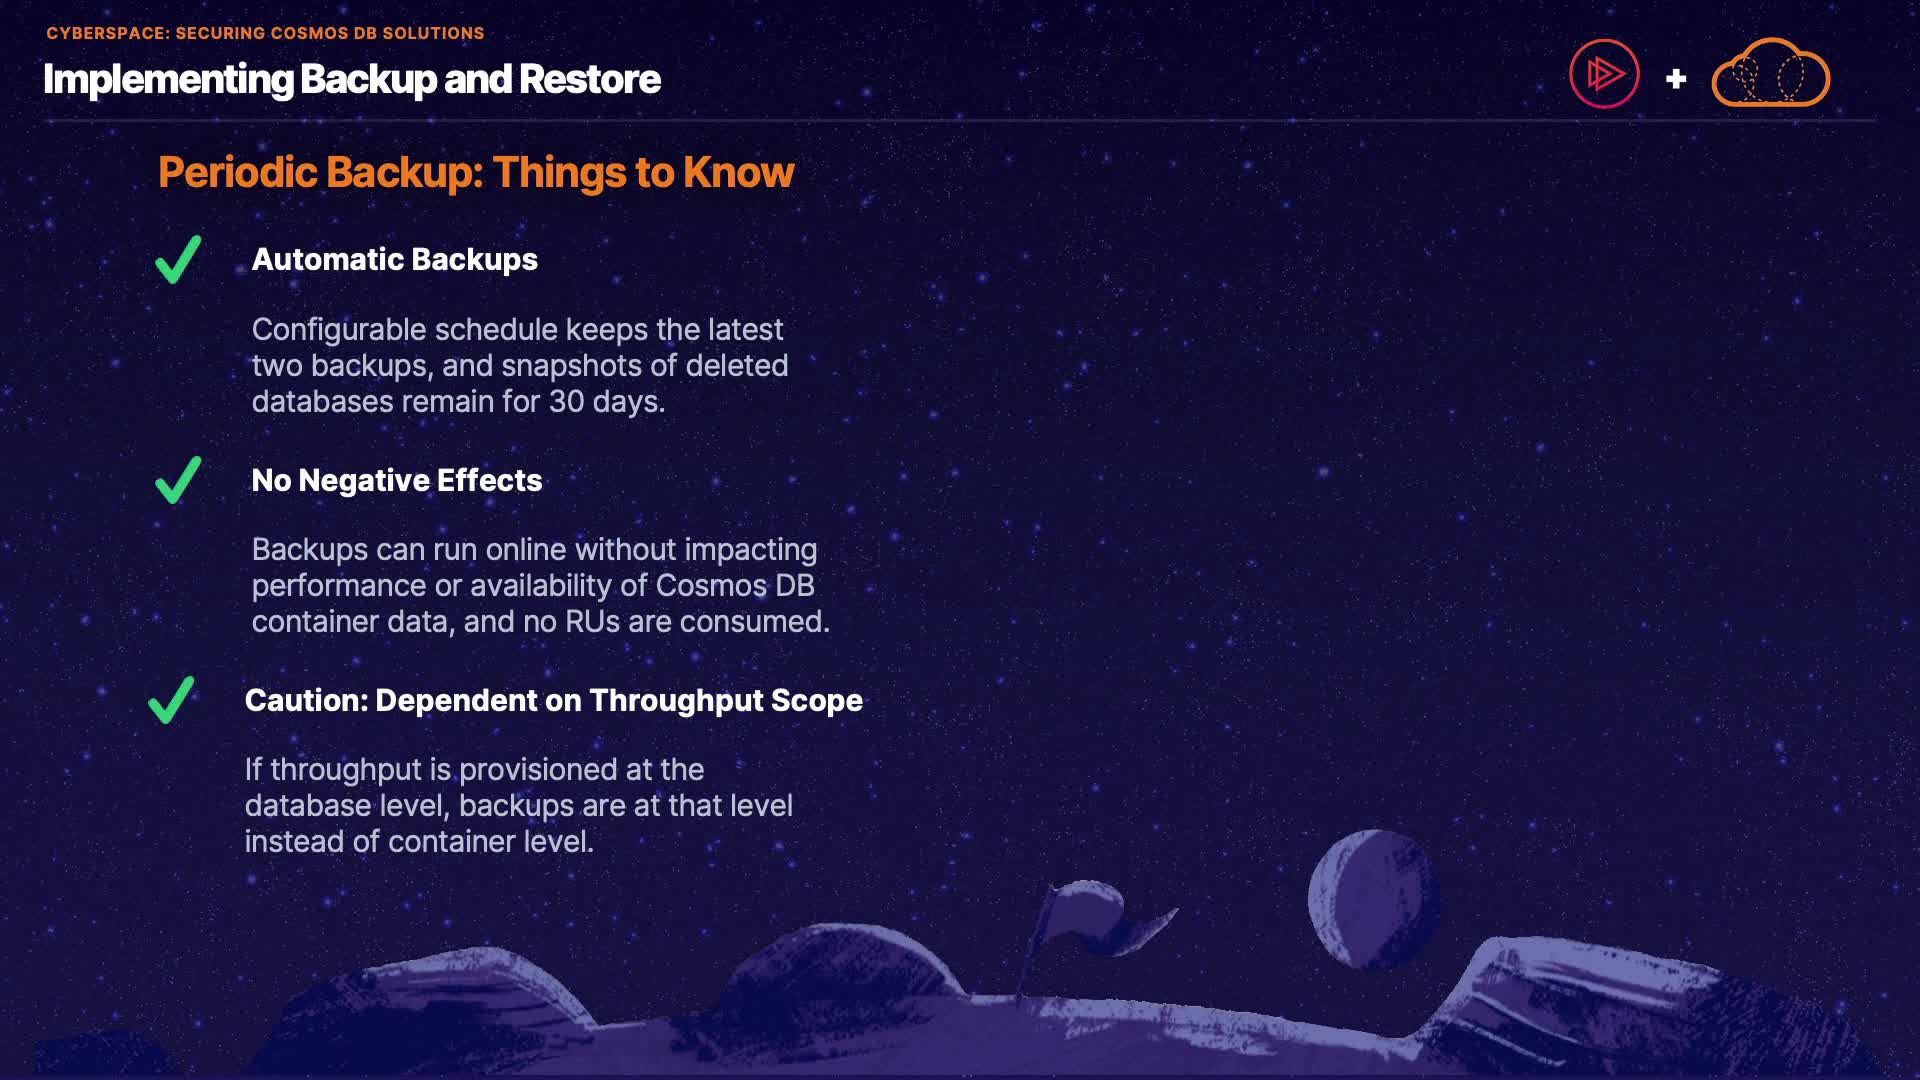 CYBERSPACE: SECURING COSMOS DB SOLUTIONS
Implementing Backup and Restore
+
Periodic Backup: Things to Know
Automatic Backups
Configurable schedule keeps the latest
two backups, and snapshots of deleted
databases remain for 30 days.
No Negative Effects
Backups can run online without impacting
performance or availability of Cosmos DB
container data, and no RUs are consumed.
Caution: Dependent on Throughput Scope
If throughput is provisioned at the
database level, backups are at that level
instead of container level.